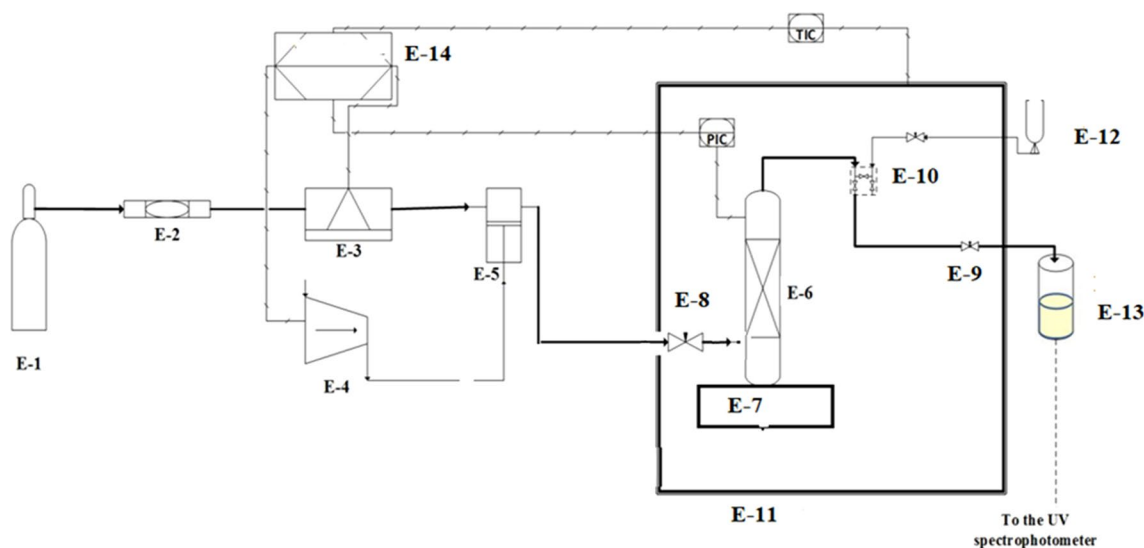 TIC
E-14
PIC
E-12
E-10
E-2
E-3
E-5
E-9
E-8
E-6
E-13
E-1
E-4
E-7
E-11
To the UV
spectrophotometer